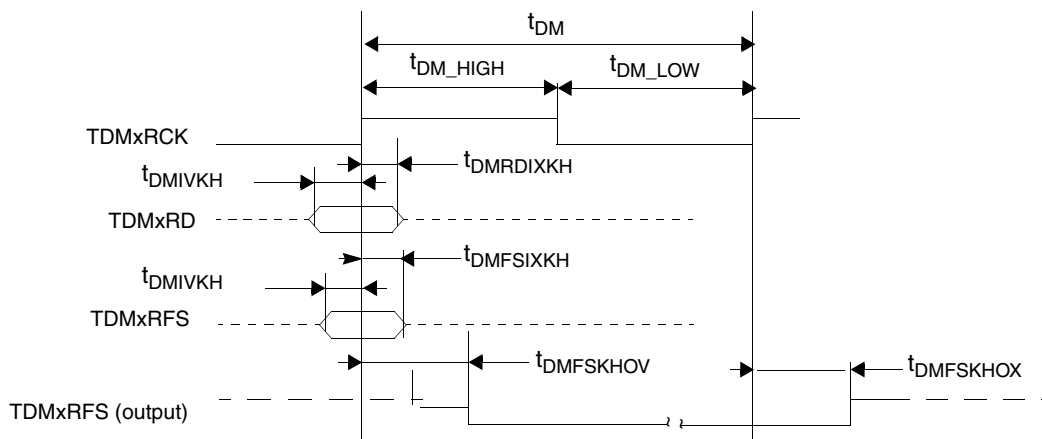 tDM
tDM_HIGH
tDM_LOW
TDMxRCK
tDMRDIXKH
tDMIVKH
TDMxRD
tDMFSIXKH
tDMIVKH
TDMxRFS
tDMFSKHOV
tDMFSKHOX
TDMxRFS (output)